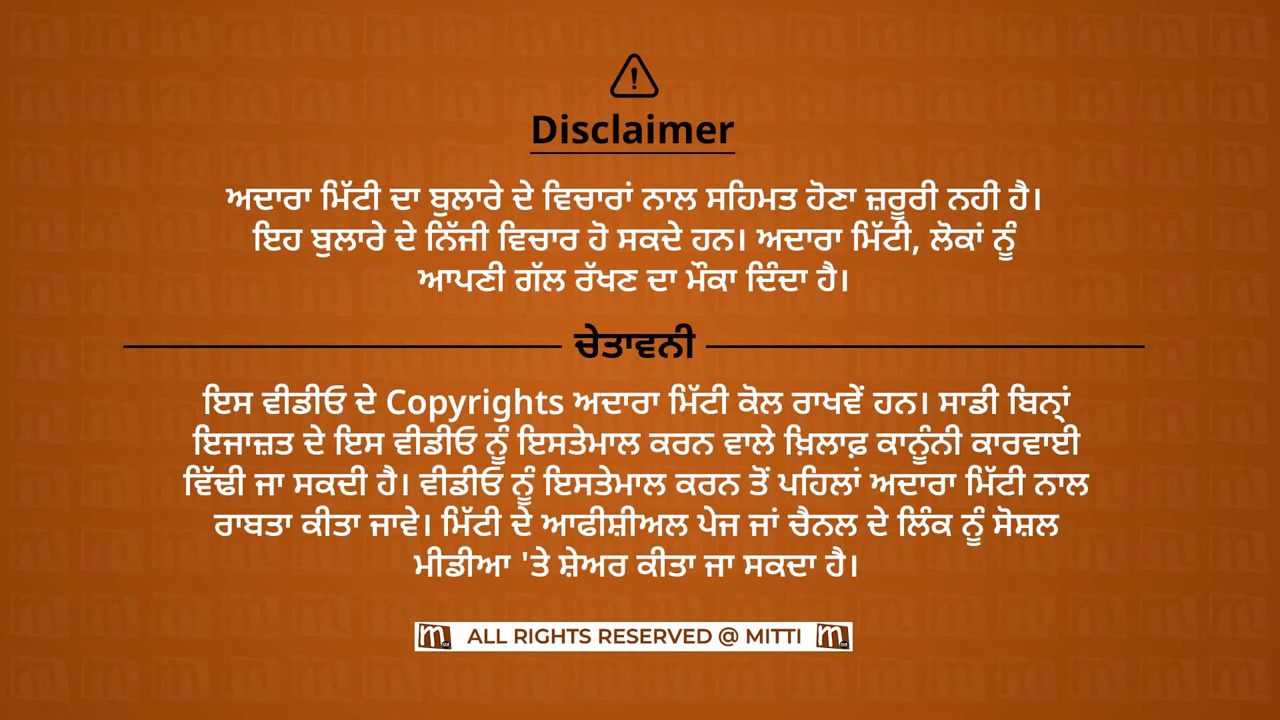 Disclaimer
ਅਦਾਰਾ ਮਿੱਟੀ ਦਾ ਬੁਲਾਰੇ ਦੇ ਵਿਚਾਰਾਂ ਨਾਲ ਸਹਿਮਤ ਹੋਣਾ ਜ਼ਰੂਰੀ ਨਹੀ ਹੈ।
ਇਹ ਬੁਲਾਰੇ ਦੇ ਨਿੱਜੀ ਵਿਚਾਰ ਹੋ ਸਕਦੇ ਹਨ। ਅਦਾਰਾ ਮਿੱਟੀ, ਲੋਕਾਂ ਨੂੰ
ਆਪਣੀ ਗੱਲ ਰੱਖਣ ਦਾ ਮੌਕਾ ਦਿੰਦਾ ਹੈ।
ਚੇਤਾਵਨੀ
ਇਸ ਵੀਡੀਓ ਦੇ Copyrights ਅਦਾਰਾ ਮਿੱਟੀ ਕੋਲ ਰਾਖਵੇਂ ਹਨ। ਸਾਡੀ ਬਿਨ੍ਹਾਂ
ਇਜਾਜ਼ਤ ਦੇ ਇਸ ਵੀਡੀਓ ਨੂੰ ਇਸਤੇਮਾਲ ਕਰਨ ਵਾਲੇ ਖ਼ਿਲਾਫ਼ ਕਾਨੂੰਨੀ ਕਾਰਵਾਈ
ਵਿੱਢੀ ਜਾ ਸਕਦੀ ਹੈ। ਵੀਡੀਓ ਨੂੰ ਇਸਤੇਮਾਲ ਕਰਨ ਤੋਂ ਪਹਿਲਾਂ ਅਦਾਰਾ ਮਿੱਟੀ ਨਾਲ
ਰਾਬਤਾ ਕੀਤਾ ਜਾਵੇ। ਮਿੱਟੀ ਦੇ ਆਫੀਸ਼ੀਅਲ ਪੇਜ ਜਾਂ ਚੈਨਲ ਦੇ ਲਿੰਕ ਨੂੰ ਸੋਸ਼ਲ
ਮੀਡੀਆ 'ਤੇ ਸ਼ੇਅਰ ਕੀਤਾ ਜਾ ਸਕਦਾ ਹੈ।
ALL RIGHTS RESERVED @ MITTI